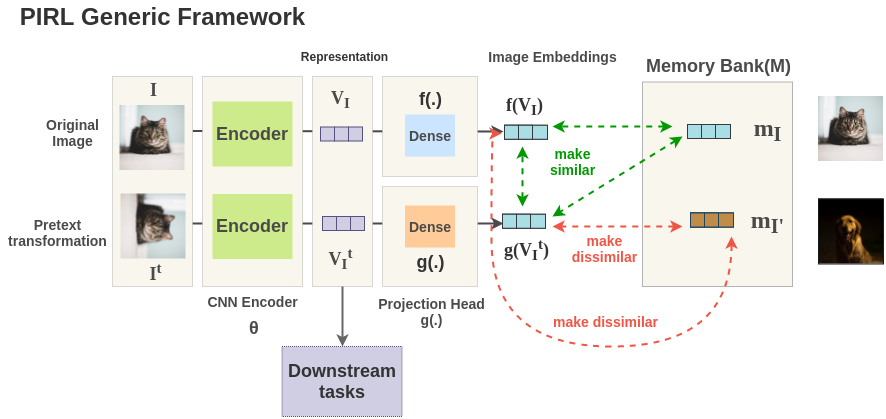 PIRL Generic Framework
Representation
Image Embeddings
Memory Bank(M)
I
V_I
f(.)
f(V_I)
Original
Image
Encoder
Dense
make
similar
m_I
Pretext
transformation
Encoder
Dense
m_I'
I^t
V_I^t
g(.)
g(V_I^t)
make
dissimilar
CNN Encoder
θ
Projection Head
g(.)
make dissimilar
Downstream
tasks